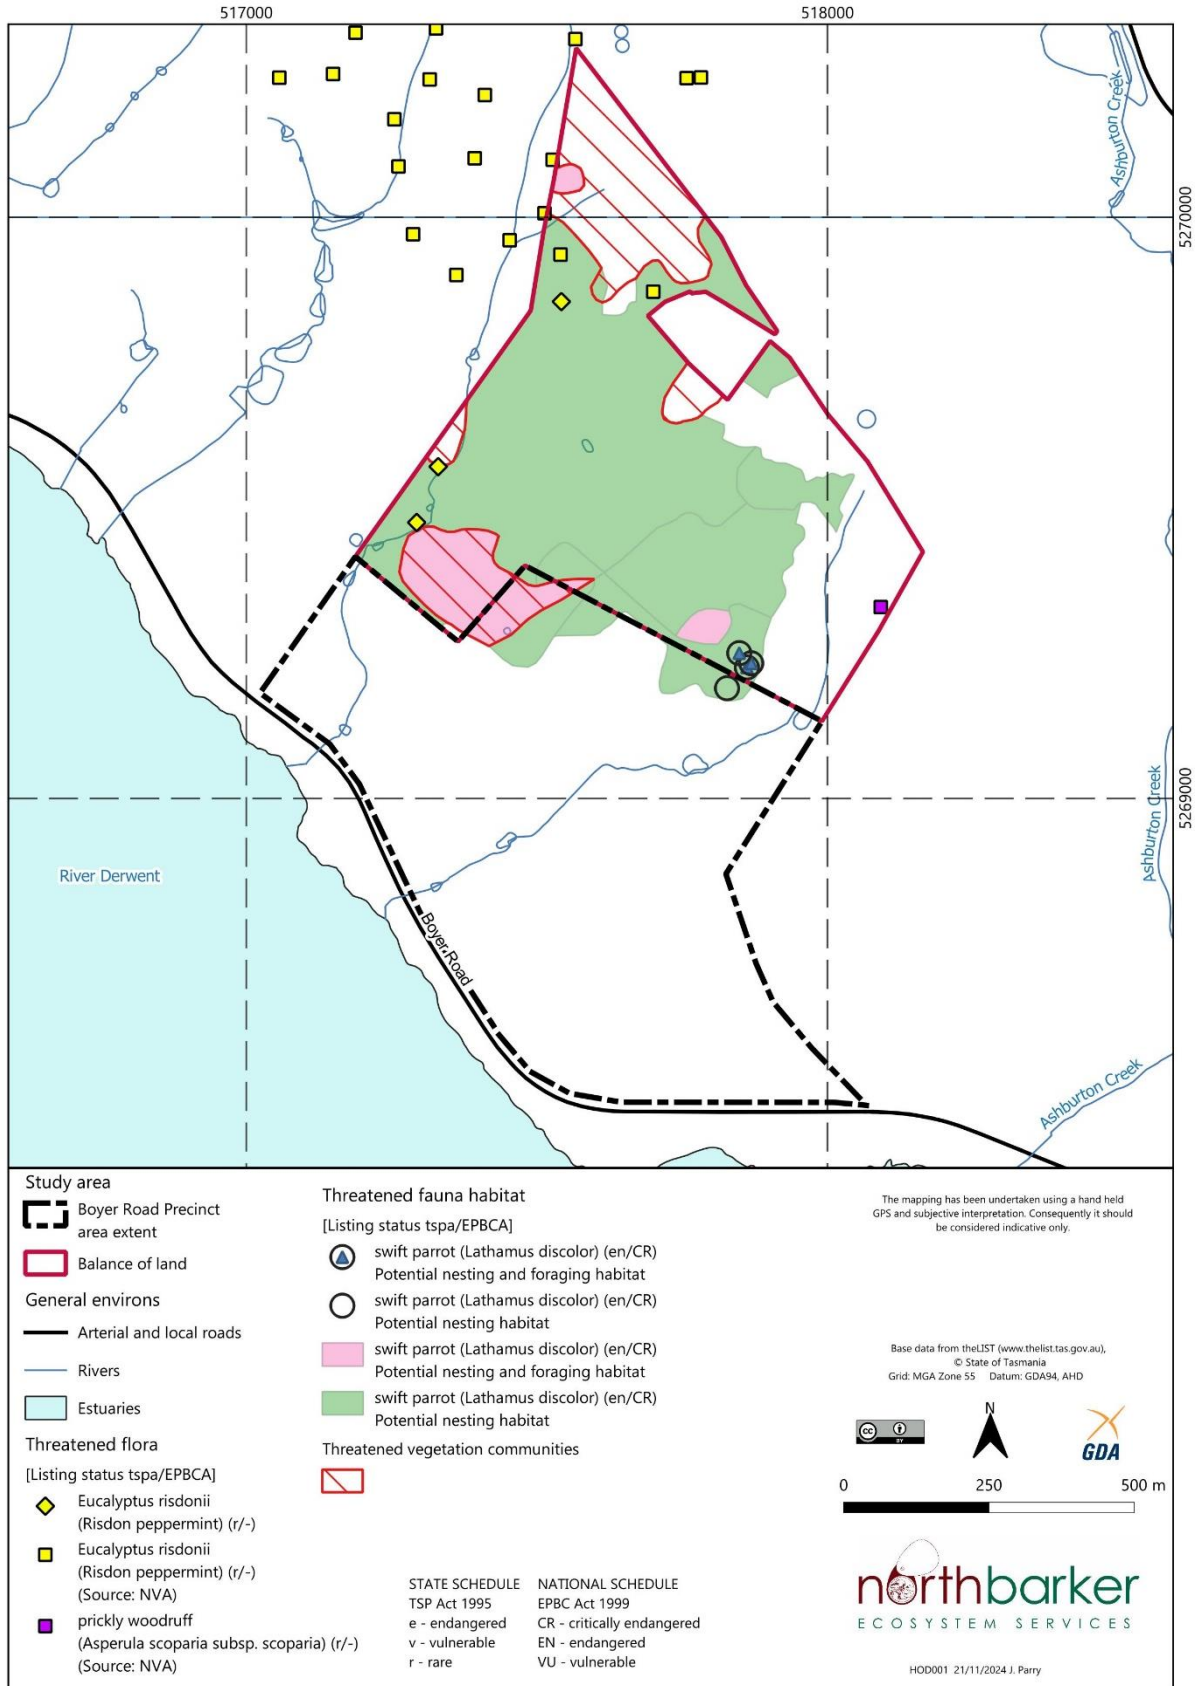 517000
518000
Ashburton Creek
5270000
5269000
Ashburton Creek
River Derwent
Boyer Road
Ashburton Creek
Study area
Boyer Road Precinct
area extent
Balance of land
General environs
Arterial and local roads
Rivers
Estuaries
Threatened flora
[Listing status tspa/EPBCA]
Eucalyptus risdonii
(Risdon peppermint) (r/-)
Eucalyptus risdonii
(Risdon peppermint) (r/-)
(Source: NVA)
prickly woodruff
(Asperula scoparia subsp. scoparia) (r/-)
(Source: NVA)
Threatened fauna habitat
[Listing status tspa/EPBCA]
swift parrot (Lathamus discolor) (en/CR)
Potential nesting and foraging habitat
swift parrot (Lathamus discolor) (en/CR)
Potential nesting habitat
swift parrot (Lathamus discolor) (en/CR)
Potential nesting and foraging habitat
swift parrot (Lathamus discolor) (en/CR)
Potential nesting habitat
Threatened vegetation communities
STATE SCHEDULE NATIONAL SCHEDULE
TSP Act 1995 EPBC Act 1999
e - endangered CR - critically endangered
v - vulnerable EN - endangered
r - rare VU - vulnerable
The mapping has been undertaken using a hand held
GPS and subjective interpretation. Consequently it should
be considered indicative only.
Base data from theLIST (www.thelist.tas.gov.au),
© State of Tasmania
Grid: MGA Zone 55 Datum: GDA94, AHD
cc BY
N
GDA
0 250 500 m
northbarker
ECOSYSTEM SERVICES
HOD001 21/11/2024 J. Parry